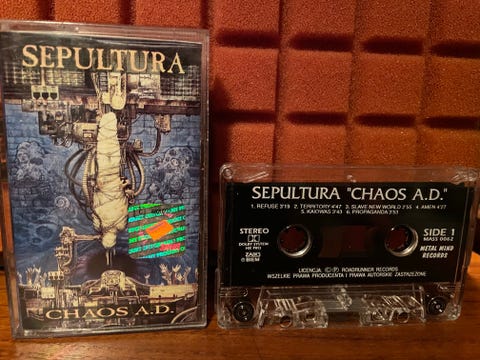 SEPULTURA
CHAOS A.D.
SEPULTURA "CHAOS A.D."
1. REFUSE 3'19 2. TERRITORY 4'47 3. SLAVE NEW WORLD 2'55 4. AMEN 4'27
5. KAIOWAS 3'43 6. PROPAGANDA 3'33
STEREO
DOLBY SYSTEM
ZAIKS
BIEM
SIDE 1
MASS 0062
METAL MIND
RECORDS
LICENCJA ROADRUNNER RECORDS
WSZELKIE PRAWA PRODUCENTA I PRAWA AUTORSKIE ZASTRZEŻONE